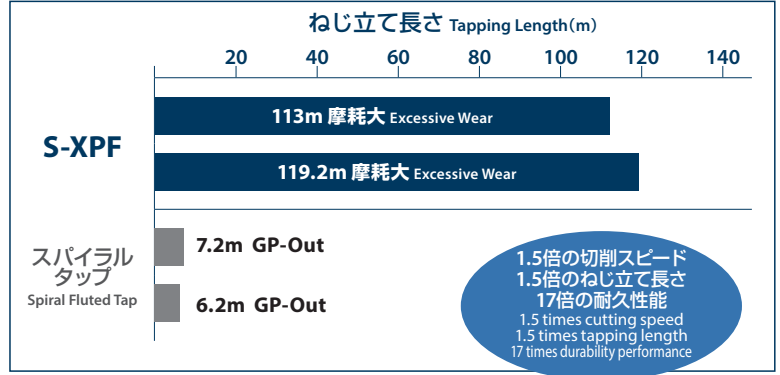 ねじ立て長さ Tapping Length(m)
20 40 60 80 100 120 140
S-XPF
113m 摩耗大 Excessive Wear
119.2m 摩耗大 Excessive Wear
スパイラル
タップ
Spiral Fluted Tap
7.2m GP-Out
6.2m GP-Out
1.5倍の切削スピード
1.5倍のねじ立て長さ
17倍の耐久性能
1.5 times cutting speed
1.5 times tapping length
17 times durability performance